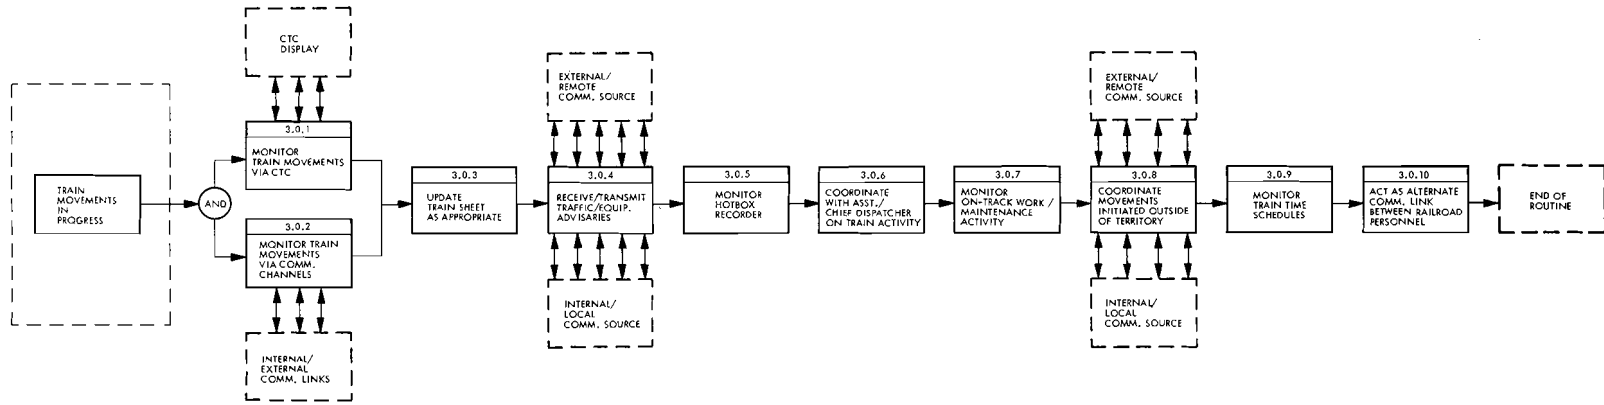 TRAIN
MOVEMENTS
IN
PROGRESS
AND
CTC
DISPLAY
3.0.1
MONITOR
TRAIN MOVEMENTS
VIA CTC
3.0.2
MONITOR TRAIN
MOVEMENTS
VIA COMM.
CHANNELS
INTERNAL/
EXTERNAL
COMM. LINKS
3.0.3
UPDATE
TRAIN SHEET
AS APPROPRIATE
EXTERNAL/
REMOTE
COMM. SOURCE
3.0.4
RECEIVE/TRANSMIT
TRAFFIC/EQUIP.
ADVISARIES
INTERNAL/
LOCAL
COMM. SOURCE
3.0.5
MONITOR
HOTBOX
RECORDER
3.0.6
COORDINATE
WITH ASST./
CHIEF DISPATCHER
ON TRAIN ACTIVITY
3.0.7
MONITOR
ON-TRACK WORK/
MAINTENANCE
ACTIVITY
EXTERNAL/
REMOTE
COMM. SOURCE
3.0.8
COORDINATE
MOVEMENTS
INITIATED OUTSIDE
OF TERRITORY
INTERNAL/
LOCAL
COMM. SOURCE
3.0.9
MONITOR
TRAIN TIME
SCHEDULES
3.0.10
ACT AS ALTERNATE
COMM. LINK
BETWEEN RAILROAD
PERSONNEL
END OF
ROUTINE